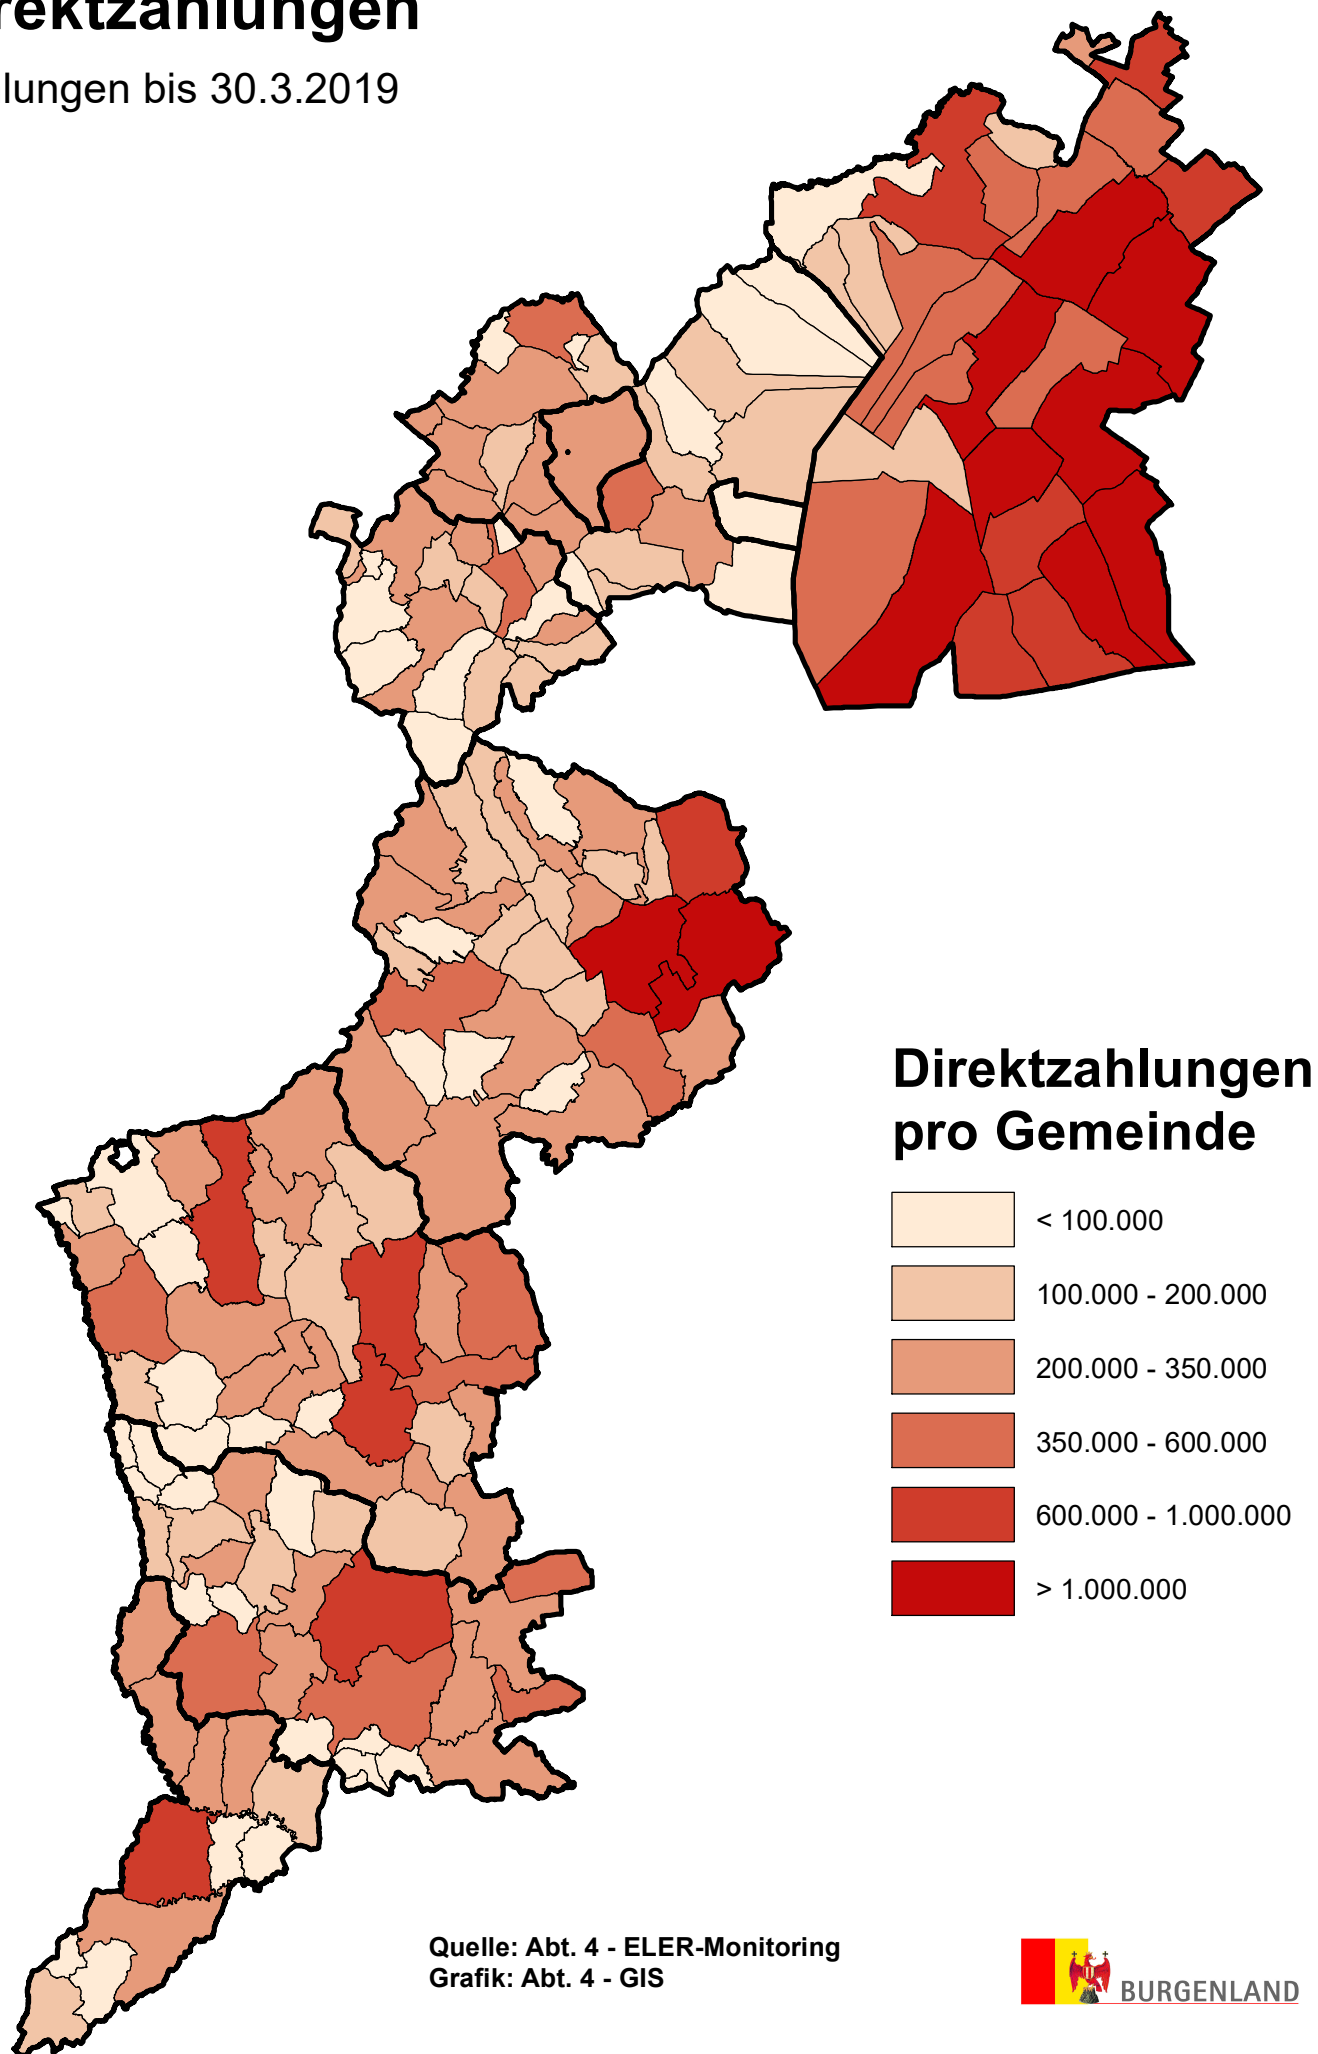 rektzahlungen
lungen bis 30.3.2019
Direktzahlungen
pro Gemeinde
< 100.000
100.000 - 200.000
200.000 - 350.000
350.000 - 600.000
600.000 - 1.000.000
> 1.000.000
Quelle: Abt. 4 - ELER-Monitoring
Grafik: Abt. 4 - GIS
BURGENLAND